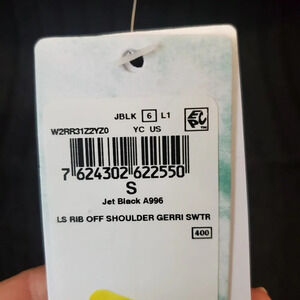 JBLK 6 L1
W2RR31Z2YZ0 YC US
7 624302 622550
S
Jet Black A996
LS RIB OFF SHOULDER GERRI SWTR
400